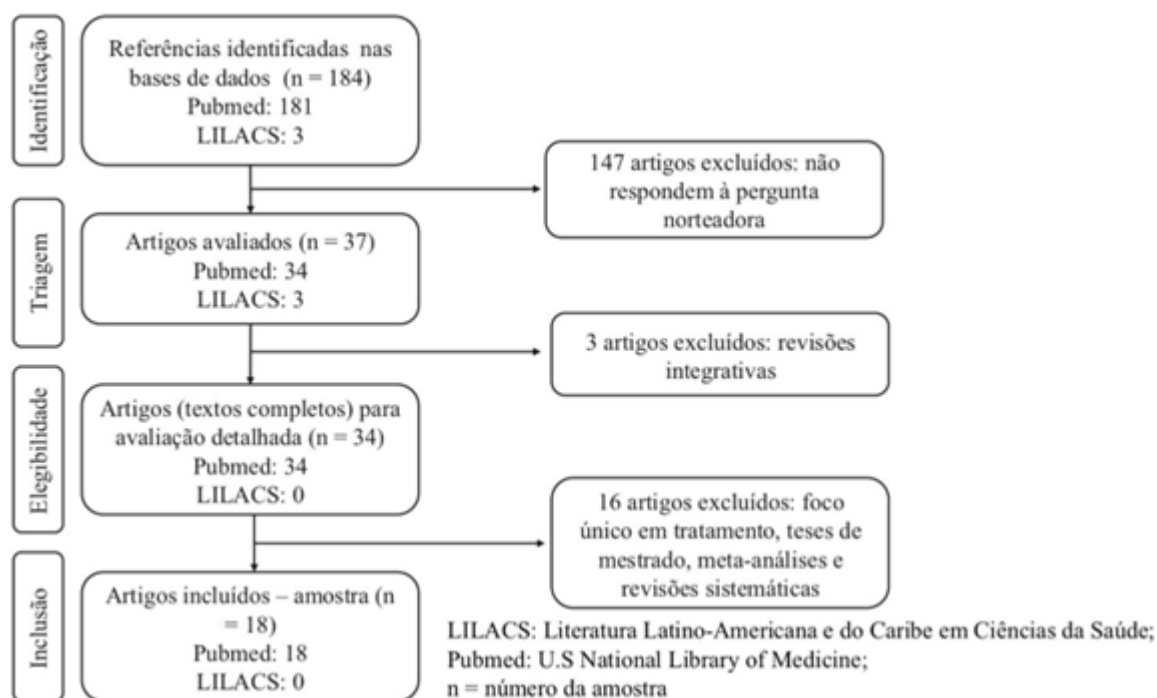 Identificação
Referências identificadas nas
bases de dados (n = 184)
Pubmed: 181
LILACS: 3
147 artigos excluídos: não
respondem à pergunta
norteadora
Triagem
Artigos avaliados (n = 37)
Pubmed: 34
LILACS: 3
3 artigos excluídos: revisões
integrativas
Elegibilidade
Artigos (textos completos) para
avaliação detalhada (n = 34)
Pubmed: 34
LILACS: 0
16 artigos excluídos: foco
único em tratamento, teses de
mestrado, meta-análises e
revisões sistemáticas
Inclusão
Artigos incluídos – amostra (n
= 18)
Pubmed: 18
LILACS: 0
LILACS: Literatura Latino-Americana e do Caribe em Ciências da Saúde;
Pubmed: U.S National Library of Medicine;
n = número da amostra